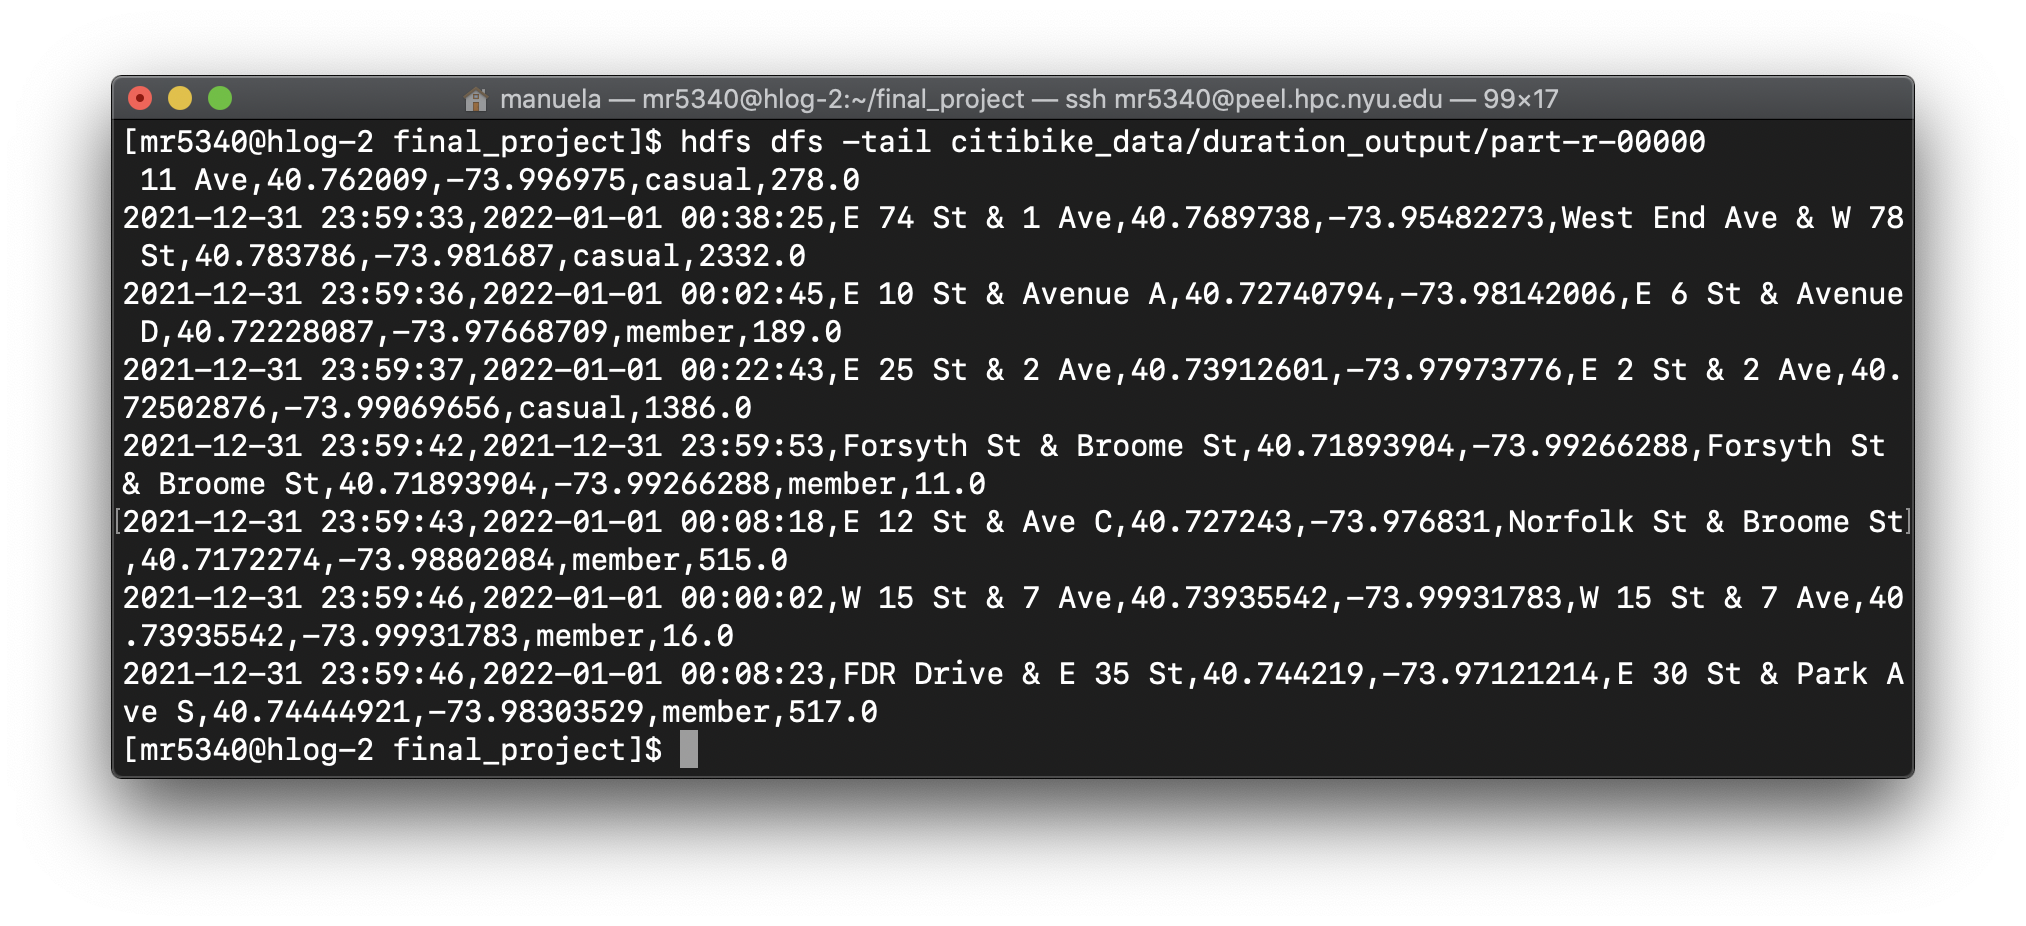 manuela — mr5340@hlog-2:~/final_project — ssh mr5340@peel.hpc.nyu.edu — 99×17
[mr5340@hlog-2 final_project]$ hdfs dfs -tail citibike_data/duration_output/part-r-00000
 11 Ave,40.762009,-73.996975,casual,278.0
2021-12-31 23:59:33,2022-01-01 00:38:25,E 74 St & 1 Ave,40.7689738,-73.95482273,West End Ave & W 78
 St,40.783786,-73.981687,casual,2332.0
2021-12-31 23:59:36,2022-01-01 00:02:45,E 10 St & Avenue A,40.72740794,-73.98142006,E 6 St & Avenue
 D,40.72228087,-73.97668709,member,189.0
2021-12-31 23:59:37,2022-01-01 00:22:43,E 25 St & 2 Ave,40.73912601,-73.97973776,E 2 St & 2 Ave,40.
72502876,-73.99069656,casual,1386.0
2021-12-31 23:59:42,2021-12-31 23:59:53,Forsyth St & Broome St,40.71893904,-73.99266288,Forsyth St
& Broome St,40.71893904,-73.99266288,member,11.0
[2021-12-31 23:59:43,2022-01-01 00:08:18,E 12 St & Ave C,40.727243,-73.976831,Norfolk St & Broome St]
,40.7172274,-73.98802084,member,515.0
2021-12-31 23:59:46,2022-01-01 00:00:02,W 15 St & 7 Ave,40.73935542,-73.99931783,W 15 St & 7 Ave,40
.73935542,-73.99931783,member,16.0
2021-12-31 23:59:46,2022-01-01 00:08:23,FDR Drive & E 35 St,40.744219,-73.97121214,E 30 St & Park A
ve S,40.74444921,-73.98303529,member,517.0
[mr5340@hlog-2 final_project]$